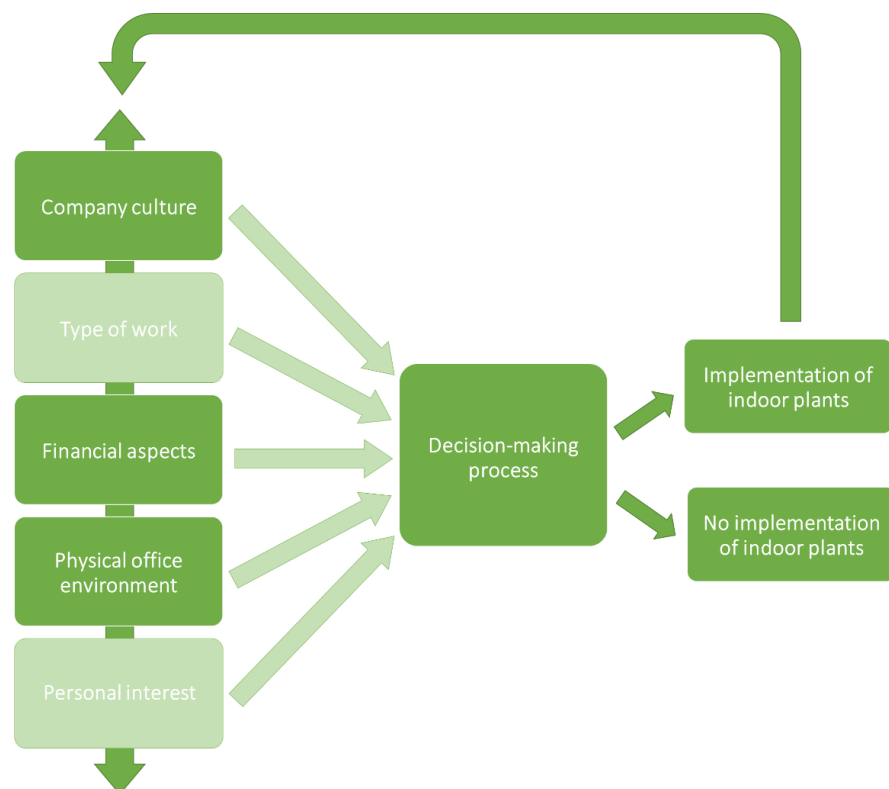 Company culture
Type of work
Financial aspects
Physical office
environment
Personal interest
Decision-making
process
Implementation of
indoor plants
No implementation
of indoor plants